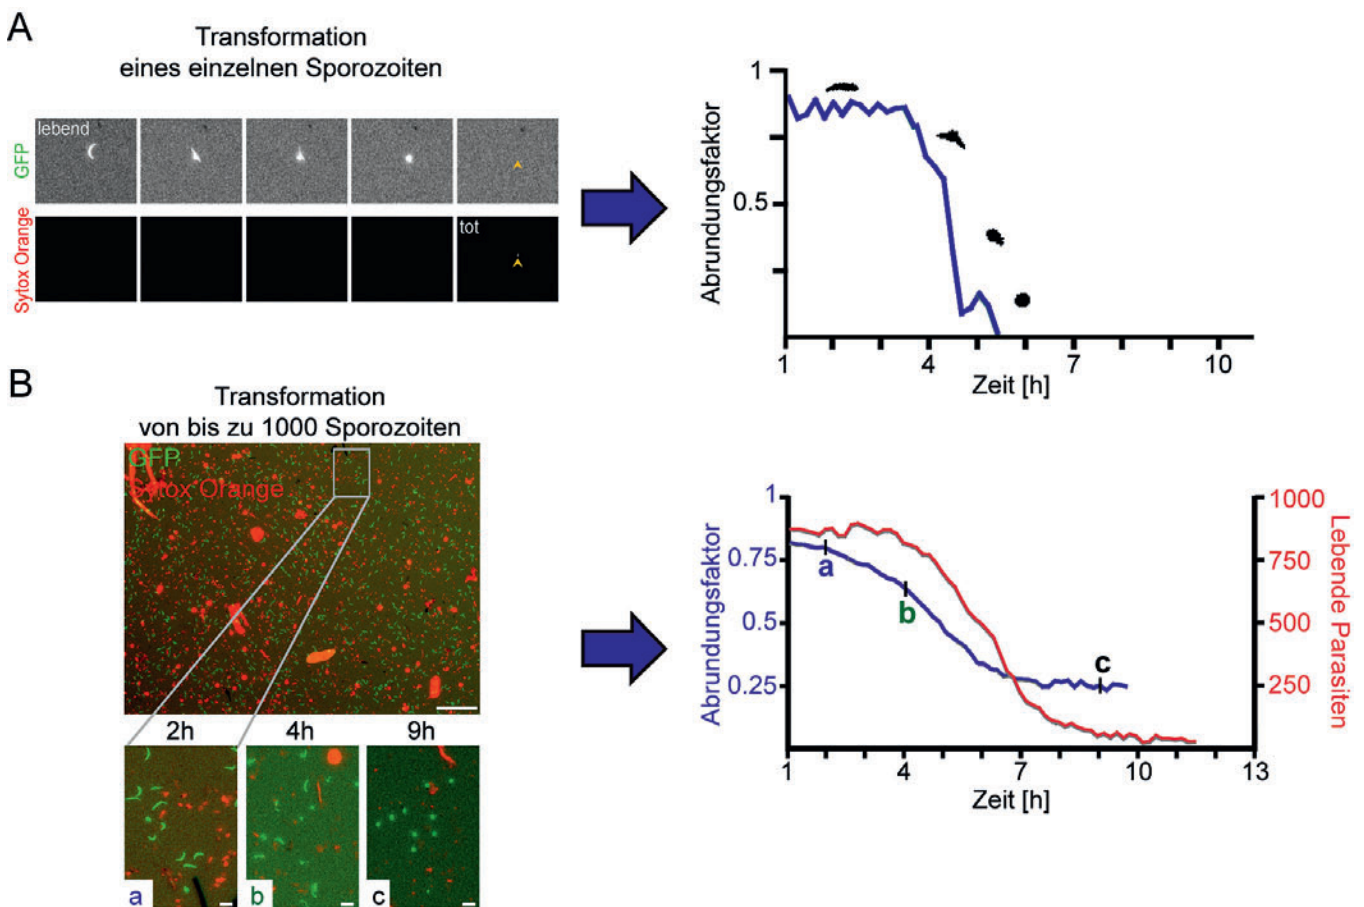 A
Transformation
eines einzelnen Sporozoiten
lebend
GFP
Sytox Orange
tot
Abrundungsfaktor
1
0.5
1
4
7
10
Zeit [h]
B
Transformation
von bis zu 1000 Sporozoiten
GFP
Sytox Orange
2h
4h
9h
a
b
c
Abrundungsfaktor
1
0.75
0.5
0.25
a
b
c
1000
750
500
250
Lebende Parasiten
1
4
7
10
13
Zeit [h]